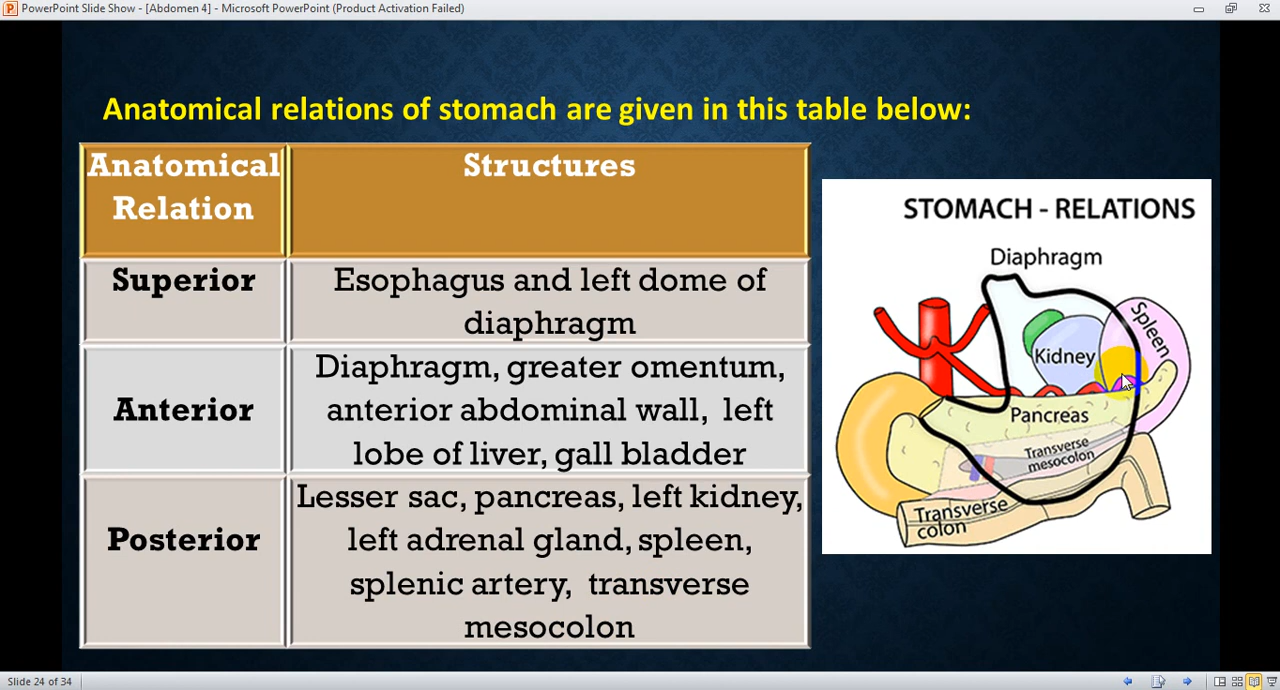 PowerPoint Slide Show - [Abdomen 4] - Microsoft PowerPoint (Product Activation Failed)
Anatomical relations of stomach are given in this table below:
Anatomical
Relation
Structures
Superior
Esophagus and left dome of
diaphragm
Anterior
Diaphragm, greater omentum,
anterior abdominal wall, left
lobe of liver, gall bladder
Posterior
Lesser sac, pancreas, left kidney,
left adrenal gland, spleen,
splenic artery, transverse
mesocolon
STOMACH - RELATIONS
Diaphragm
Spleen
Kidney
Pancreas
Transverse
mesocolon
Transverse
colon
Slide 24 of 34